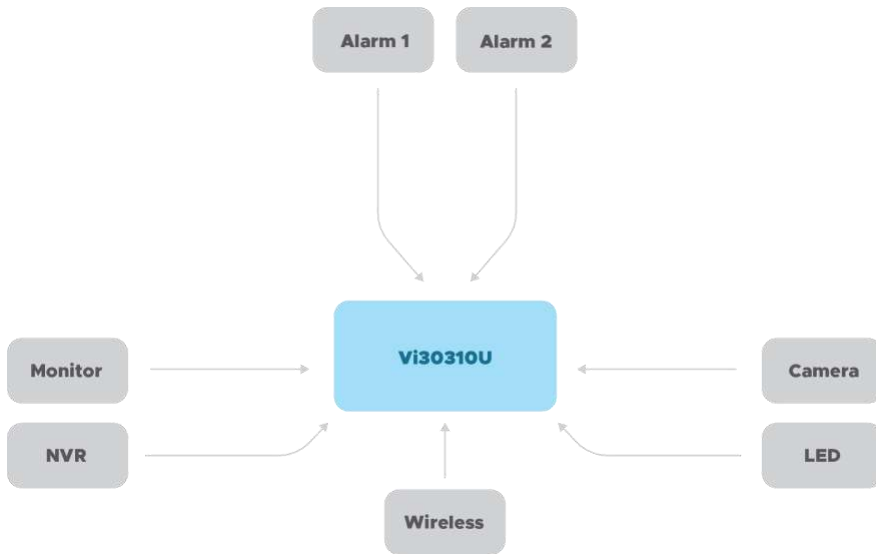 Alarm 1
Alarm 2
Vi30310U
Monitor
Camera
NVR
LED
Wireless